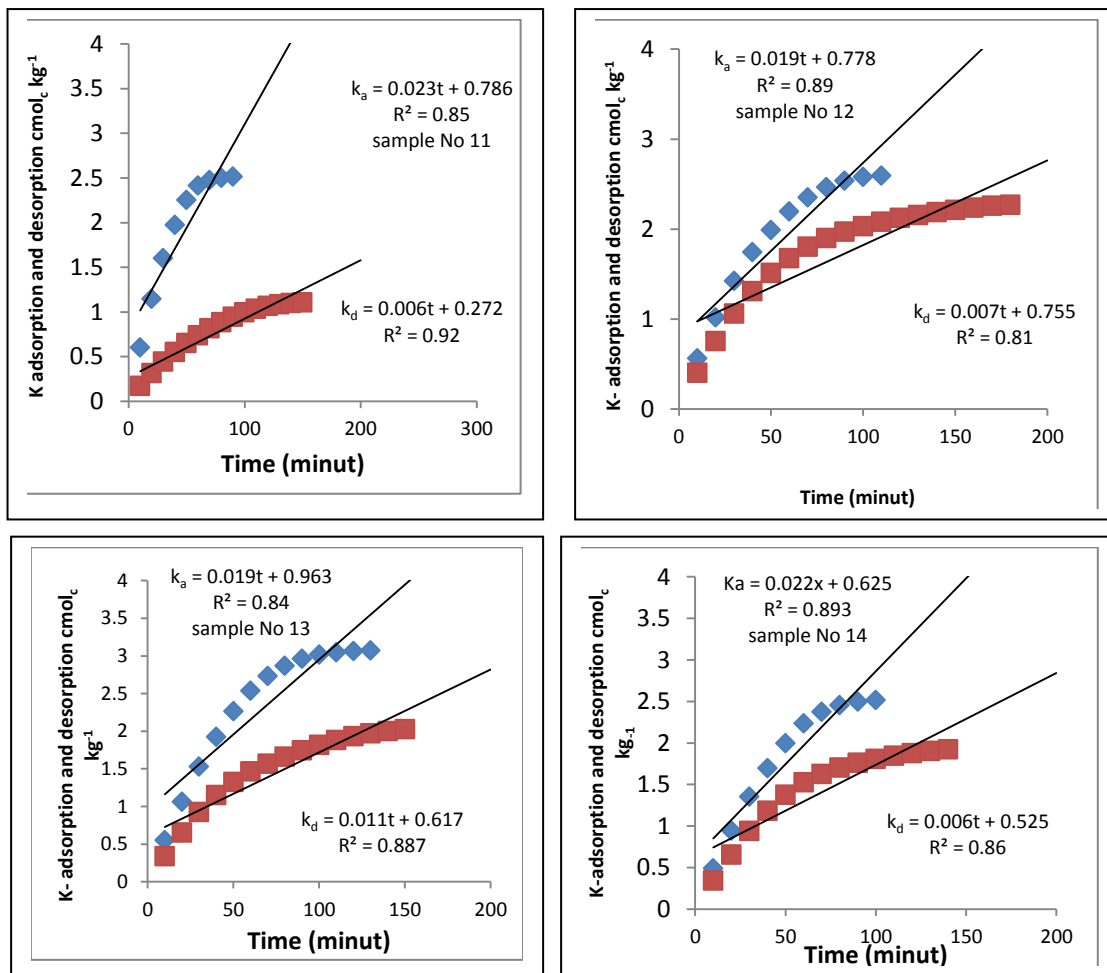 K adsorption and desorption cmolc kg-1
4
3.5
3
2.5
2
1.5
1
0.5
0
ka = 0.023t + 0.786
R² = 0.85
sample No 11
kd = 0.006t + 0.272
R² = 0.92
0 100 200 300
Time (minut)
K- adsorption and desorption cmolc kg-1
4
3
2
1
0
ka = 0.019t + 0.778
R² = 0.89
sample No 12
kd = 0.007t + 0.755
R² = 0.81
0 50 100 150 200
Time (minut)
K- adsorption and desorption cmolc
kg-1
4
3.5
3
2.5
2
1.5
1
0.5
0
ka = 0.019t + 0.963
R² = 0.84
sample No 13
kd = 0.011t + 0.617
R² = 0.887
0 50 100 150 200
Time (minut)
K-adsorption and desorption cmolc
kg-1
4
3.5
3
2.5
2
1.5
1
0.5
0
Ka = 0.022x + 0.625
R² = 0.893
sample No 14
kd = 0.006t + 0.525
R² = 0.86
0 50 100 150 200
Time (minut)